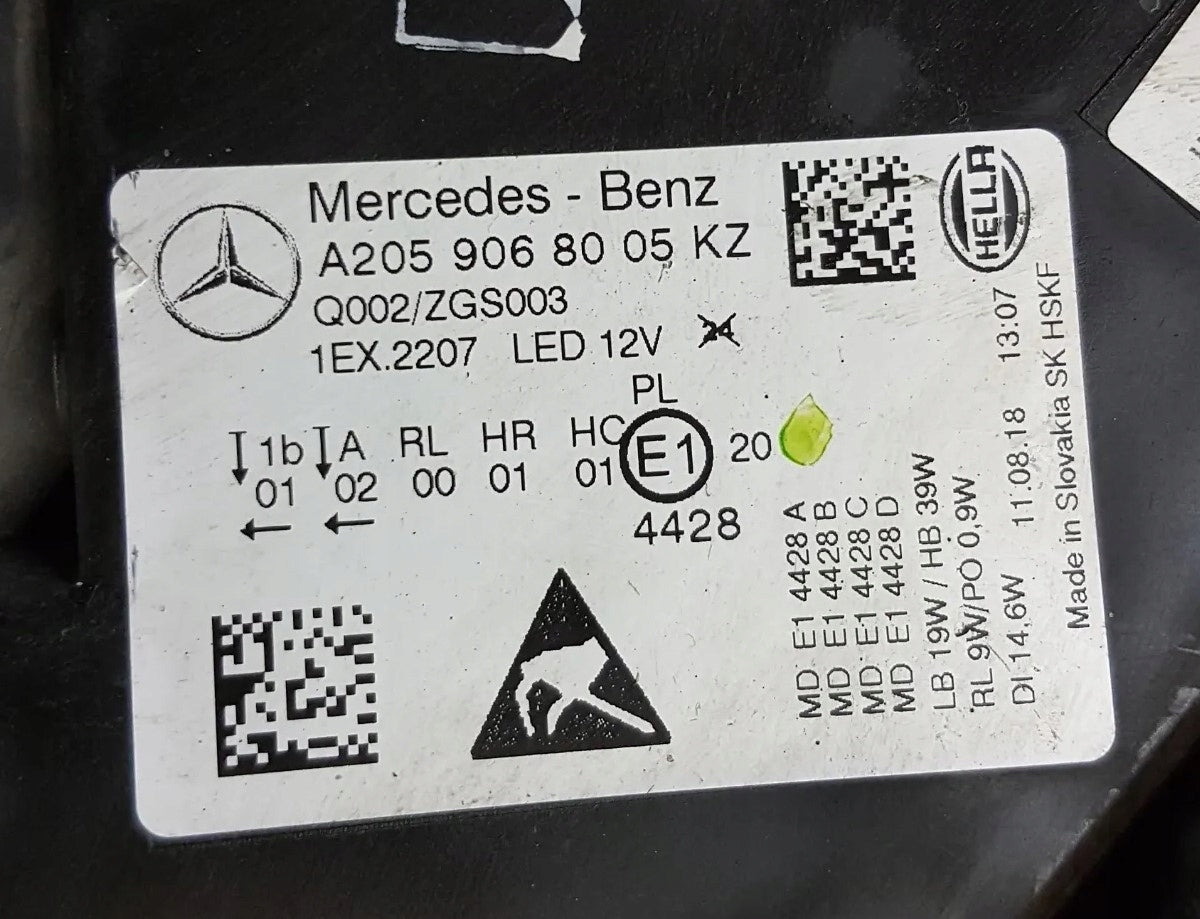 Mercedes - Benz
A205 906 80 05 KZ
Q002/ZGS003
1EX.2207 LED 12V 24
PL
1b A RL HR HC E1 20
01 02 00 01 01
4428
HELLA
MD E1 4428 A
MD E1 4428 B
MD E1 4428 C
MD E1 4428 D
LB 19W / HB 39W
RL 9W/PO 0,9W
DI 14,6W 11.08.18 13:07
Made in Slovakia SK HSKF